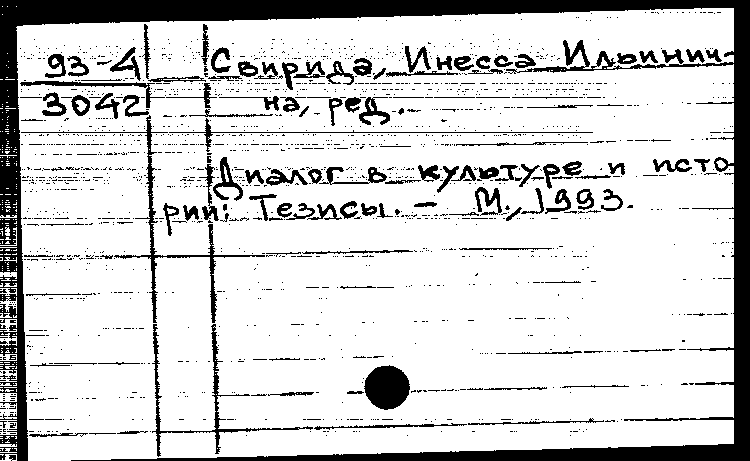 93-4
3042
Свирида, Инесса Ильинич-
на, ред.
Диалог в культуре и исто
рии: Тезисы. - М., 1993.